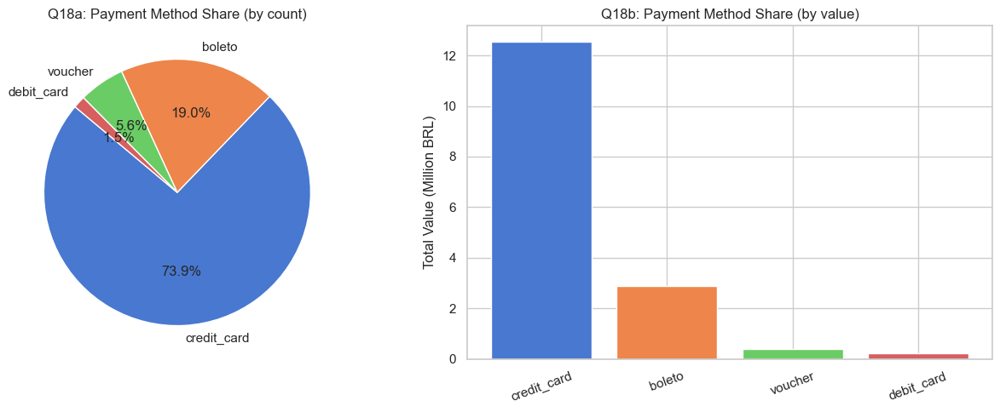 Q18a: Payment Method Share (by count)
boleto
voucher
debit_card
19.0%
5.6%
1.5%
73.9%
credit_card
Q18b: Payment Method Share (by value)
Total Value (Million BRL)
12
10
8
6
4
2
0
credit_card
boleto
voucher
debit_card